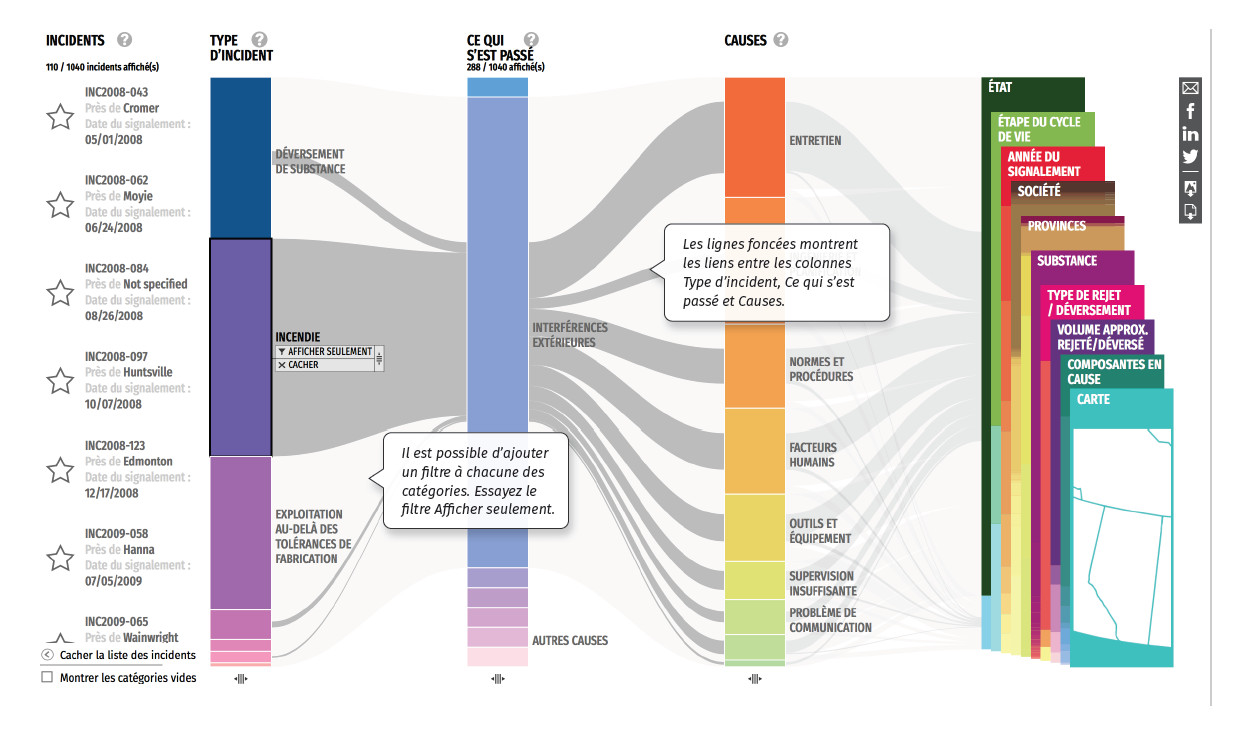 INCIDENTS ?
110 / 1040 incidents affiché(s)
INC2008-043
Près de Cromer
Date du signalement :
05/01/2008
INC2008-062
Près de Moyie
Date du signalement :
06/24/2008
INC2008-084
Près de Not specified
Date du signalement :
08/26/2008
INC2008-097
Près de Huntsville
Date du signalement :
10/07/2008
INC2008-123
Près de Edmonton
Date du signalement :
12/17/2008
INC2009-058
Près de Hanna
Date du signalement :
07/05/2009
INC2009-065
Près de Wainwright
Cacher la liste des incidents
Montrer les catégories vides
TYPE ?
D'INCIDENT
DÉVERSEMENT
DE SUBSTANCE
INCENDIE
AFFICHER SEULEMENT
CACHER
EXPLOITATION
AU-DELÀ DES
TOLÉRANCES DE
FABRICATION
Il est possible d'ajouter
un filtre à chacune des
catégories. Essayez le
filtre Afficher seulement.
CE QUI ?
S'EST PASSÉ
288 / 1040 affiché(s)
INTERFÉRENCES
EXTÉRIEURES
AUTRES CAUSES
Les lignes foncées montrent
les liens entre les colonnes
Type d'incident, Ce qui s'est
passé et Causes.
CAUSES ?
ENTRETIEN
NORMES ET
PROCÉDURES
FACTEURS
HUMAINS
OUTILS ET
ÉQUIPEMENT
SUPERVISION
INSUFFISANTE
PROBLÈME DE
COMMUNICATION
ÉTAT
ÉTAPE DU CYCLE
DE VIE
ANNÉE DU
SIGNALEMENT
SOCIÉTÉ
PROVINCES
SUBSTANCE
TYPE DE REJET
/ DÉVERSEMENT
VOLUME APPROX.
REJETÉ/DÉVERSÉ
COMPOSANTES EN
CAUSE
CARTE
f
in